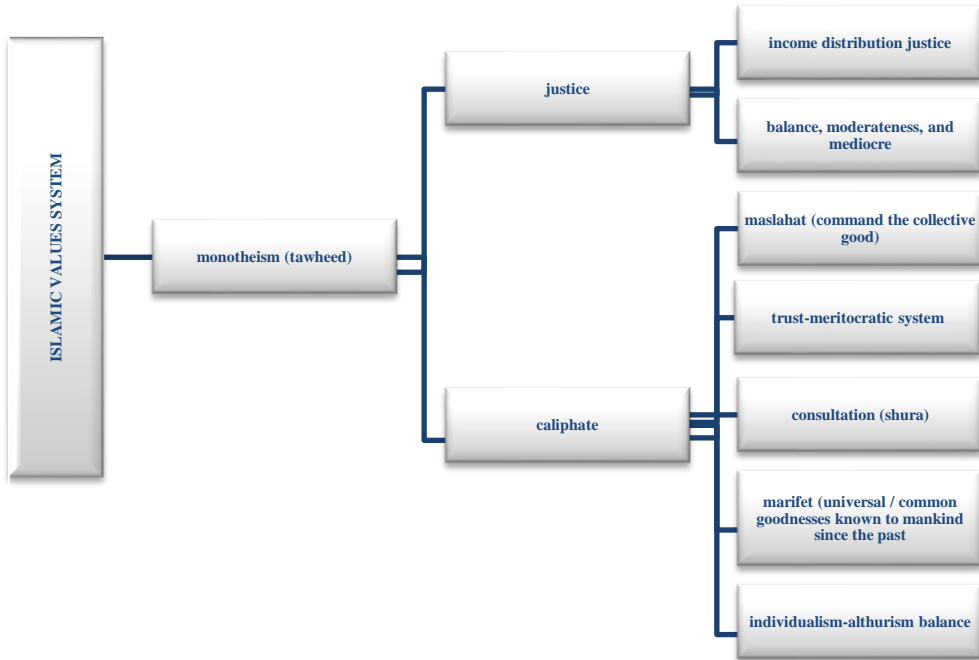 ISLAMIC VALUES SYSTEM
monotheism (tawheed)
justice
income distribution justice
balance, moderateness, and
mediocre
caliphate
maslahat (command the collective
good)
trust-meritocratic system
consultation (shura)
marifet (universal / common
goodnesses known to mankind
since the past
individualism-althurism balance